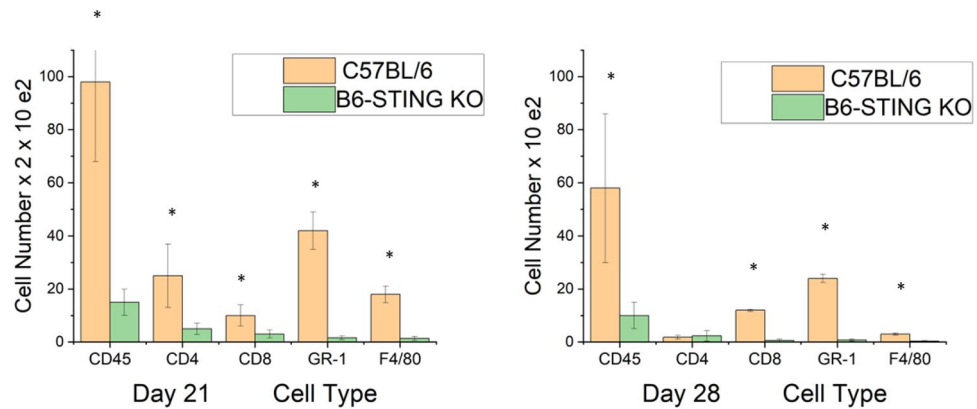 *
100
80
60
40
20
0
Cell Number x 2 x 10 e2
C57BL/6
B6-STING KO
*
*
*
*
CD45 CD4 CD8 GR-1 F4/80
Day 21 Cell Type
100
80
60
40
20
0
Cell Number x 10 e2
C57BL/6
B6-STING KO
*
*
*
*
CD45 CD4 CD8 GR-1 F4/80
Day 28 Cell Type